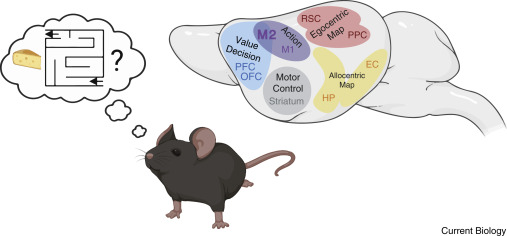 ?
Value
Decision
PFC
OFC
M2
Action
M1
RSC
Egocentric
Map
PPC
Motor
Control
Striatum
EC
Allocentric
Map
HP
Current Biology